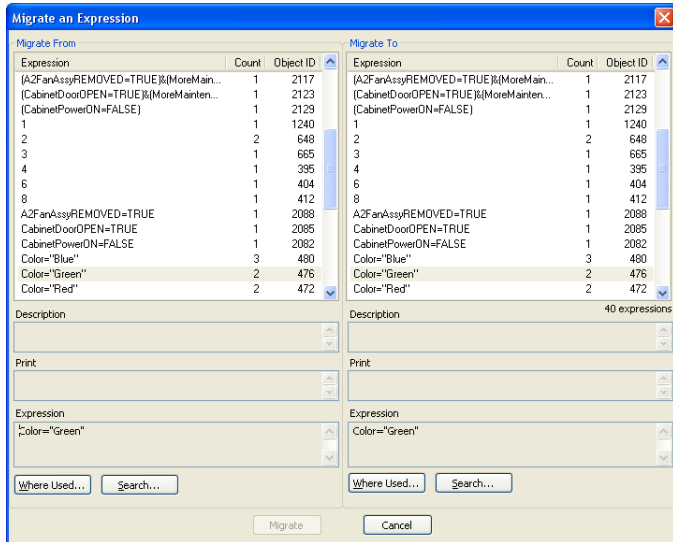 Migrate an Expression
Migrate From
Expression Count Object ID
(A2FanAssyREMOVED=TRUE)&(MoreMain... 1 2117
(CabinetDoorOPEN=TRUE)&(MoreMainten... 1 2123
(CabinetPowerON=FALSE) 1 2129
1 1 1240
2 2 648
3 1 665
4 1 395
6 1 404
8 1 412
A2FanAssyREMOVED=TRUE 1 2088
CabinetDoorOPEN=TRUE 1 2085
CabinetPowerON=FALSE 1 2082
Color="Blue" 3 480
Color="Green" 2 476
Color="Red" 2 472
Description
Print
Expression
Color="Green"
Where Used... Search...
Migrate To
Expression Count Object ID
(A2FanAssyREMOVED=TRUE)&(MoreMain... 1 2117
(CabinetDoorOPEN=TRUE)&(MoreMainten... 1 2123
(CabinetPowerON=FALSE) 1 2129
1 1 1240
2 2 648
3 1 665
4 1 395
6 1 404
8 1 412
A2FanAssyREMOVED=TRUE 1 2088
CabinetDoorOPEN=TRUE 1 2085
CabinetPowerON=FALSE 1 2082
Color="Blue" 3 480
Color="Green" 2 476
Color="Red" 2 472
40 expressions
Description
Print
Expression
Color="Green"
Where Used... Search...
Migrate Cancel